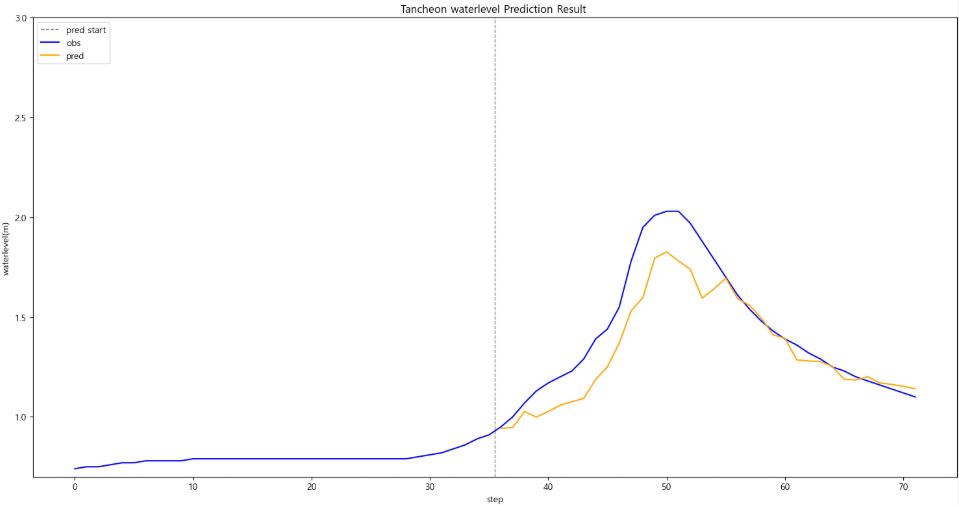 Tancheon waterlevel Prediction Result
pred start
obs
pred
waterlevel(m)
3.0
2.5
2.0
1.5
1.0
0 10 20 30 40 50 60 70
step